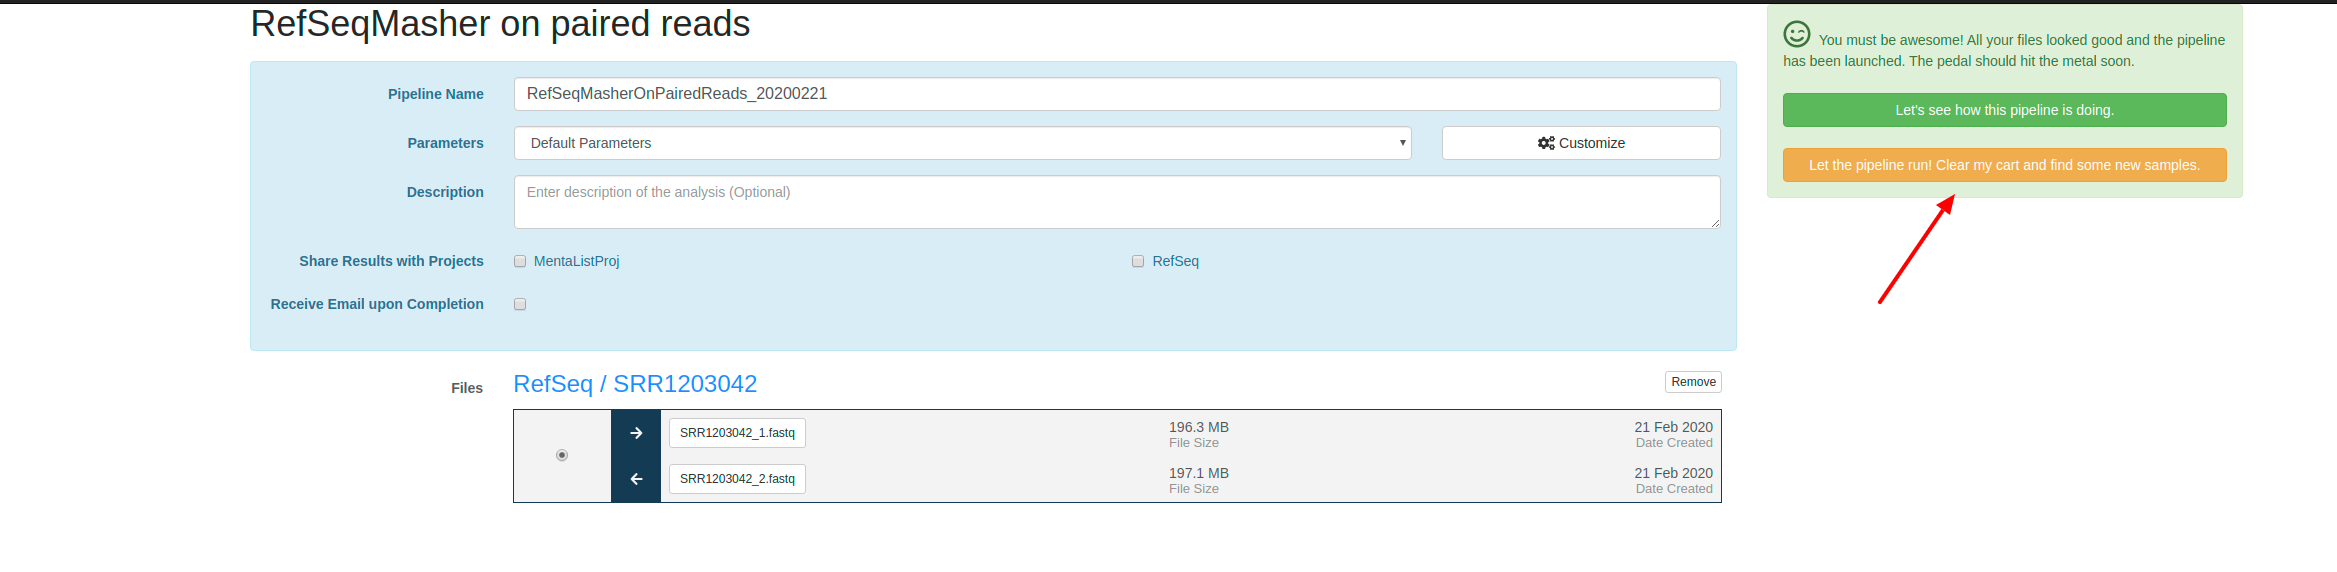 RefSeqMasher on paired reads
Pipeline Name
RefSeqMasherOnPairedReads_20200221
Parameters
Default Parameters
Customize
Description
Enter description of the analysis (Optional)
Share Results with Projects
MentaListProj
RefSeq
Receive Email upon Completion
Files
RefSeq / SRR1203042
Remove
SRR1203042_1.fastq
196.3 MB
File Size
21 Feb 2020
Date Created
SRR1203042_2.fastq
197.1 MB
File Size
21 Feb 2020
Date Created
You must be awesome! All your files looked good and the pipeline
has been launched. The pedal should hit the metal soon.
Let's see how this pipeline is doing.
Let the pipeline run! Clear my cart and find some new samples.